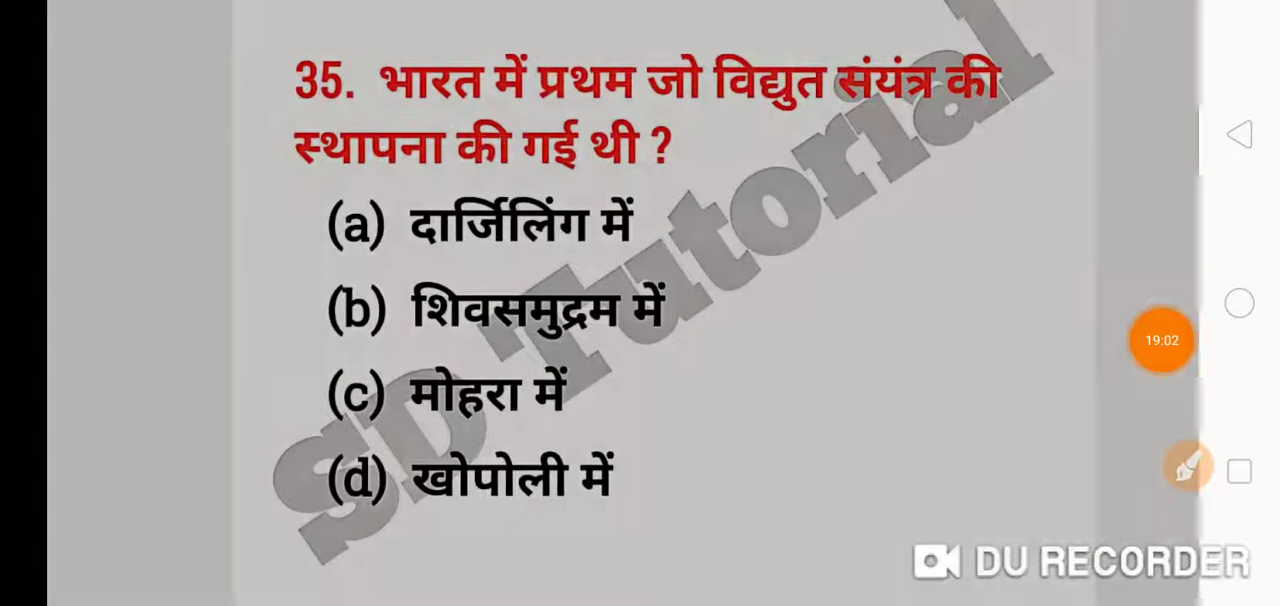 35. भारत में प्रथम जो विद्युत संयंत्र की
स्थापना की गई थी ?
(a) दार्जिलिंग में
(b) शिवसमुद्रम में
(c) मोहरा में
(d) खोपोली में
SD Tutorial
19:02
DU RECORDER